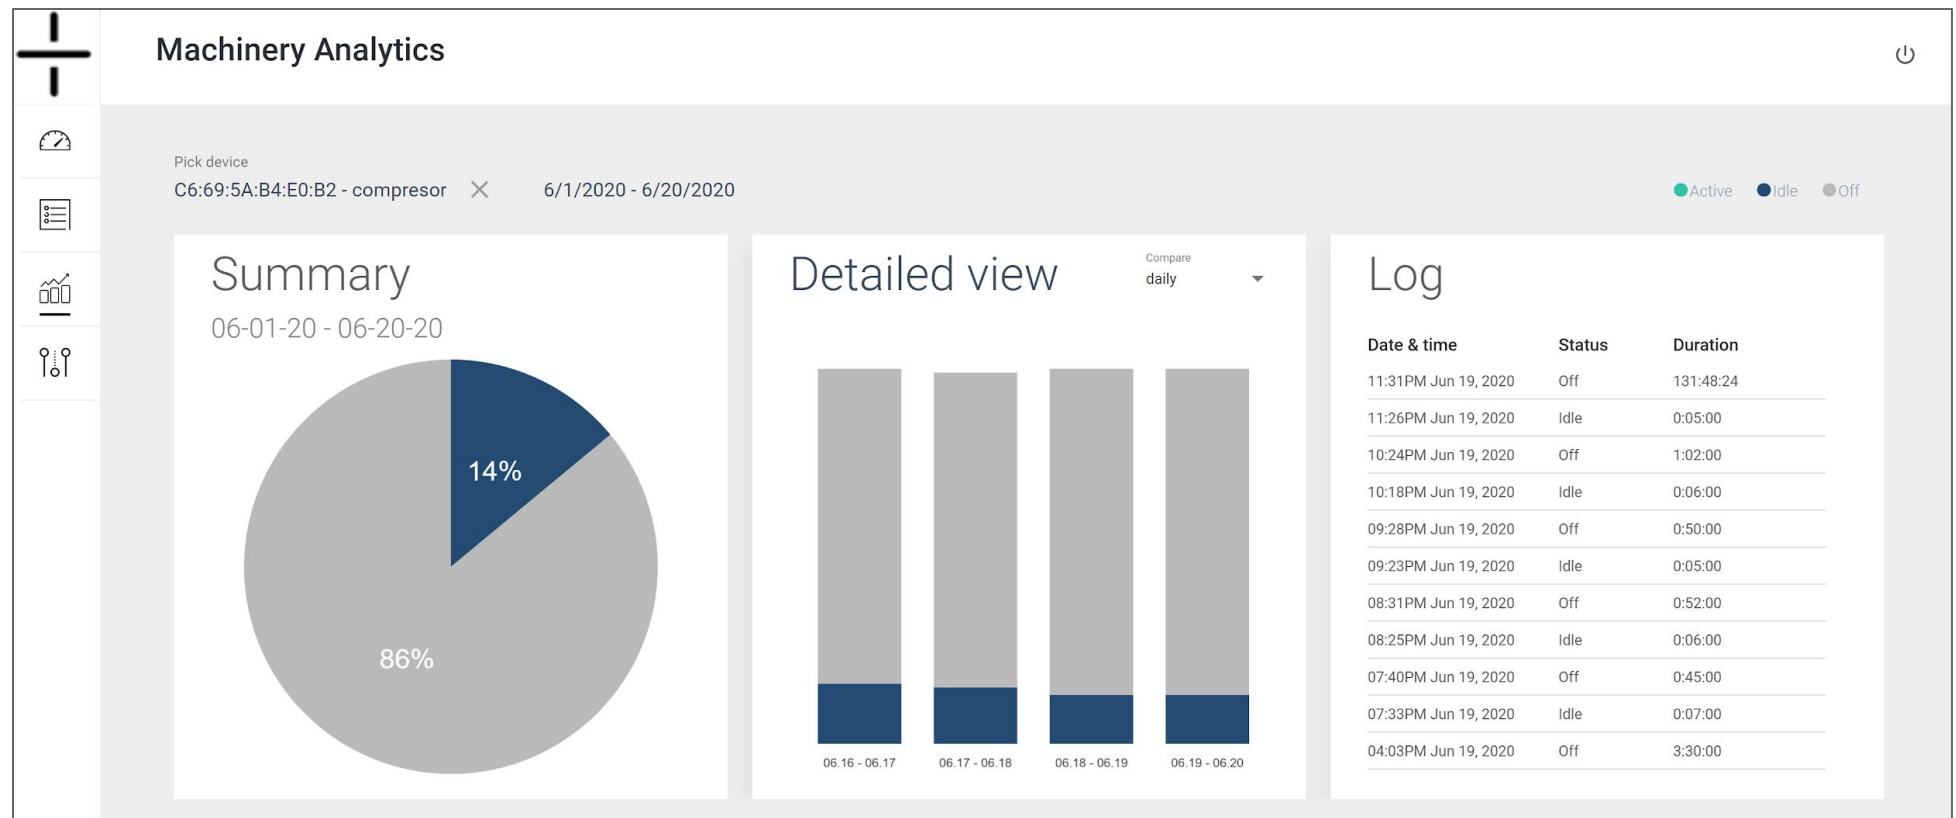 Machinery Analytics
Pick device
C6:69:5A:B4:E0:B2 - compresor 6/1/2020 - 6/20/2020
Active Idle Off
Summary
06-01-20 - 06-20-20
14%
86%
Detailed view
Compare
daily
06.16 - 06.17 06.17 - 06.18 06.18 - 06.19 06.19 - 06.20
Log
Date & time Status Duration
11:31PM Jun 19, 2020 Off 131:48:24
11:26PM Jun 19, 2020 Idle 0:05:00
10:24PM Jun 19, 2020 Off 1:02:00
10:18PM Jun 19, 2020 Idle 0:06:00
09:28PM Jun 19, 2020 Off 0:50:00
09:23PM Jun 19, 2020 Idle 0:05:00
08:31PM Jun 19, 2020 Off 0:52:00
08:25PM Jun 19, 2020 Idle 0:06:00
07:40PM Jun 19, 2020 Off 0:45:00
07:33PM Jun 19, 2020 Idle 0:07:00
04:03PM Jun 19, 2020 Off 3:30:00